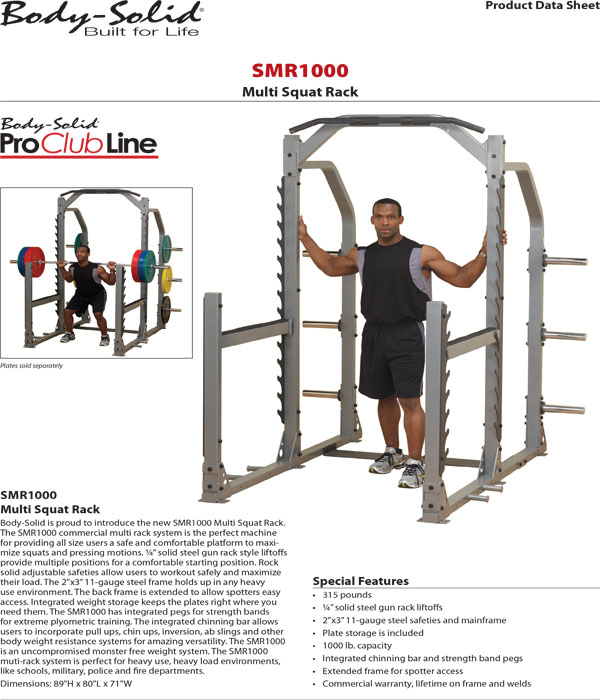 Body-Solid®
Built for Life
Product Data Sheet
SMR1000
Multi Squat Rack
Body-Solid®
ProClubLine
Plates sold separately
SMR1000
Multi Squat Rack
Body-Solid is proud to introduce the new SMR1000 Multi Squat Rack.
The SMR1000 commercial multi rack system is the perfect machine
for providing all size users a safe and comfortable platform to maxi-
mize squats and pressing motions. ¼” solid steel gun rack style liftoffs
provide multiple positions for a comfortable starting position. Rock
solid adjustable safeties allow users to workout safely and maximize
their load. The 2”x3” 11-gauge steel frame holds up in any heavy
use environment. The back frame is extended to allow spotters easy
access. Integrated weight storage keeps the plates right where you
need them. The SMR1000 has integrated pegs for strength bands
for extreme plyometric training. The integrated chinning bar allows
users to incorporate pull ups, chin ups, inversion, ab slings and other
body weight resistance systems for amazing versatility. The SMR1000
is an uncompromised monster free weight system. The SMR1000
muti-rack system is perfect for heavy use, heavy load environments,
like schools, military, police and fire departments.
Dimensions: 89"H x 80"L x 71"W
Special Features
• 315 pounds
• ¼” solid steel gun rack liftoffs
• 2”x3” 11-gauge steel safeties and mainframe
• Plate storage is included
• 1000 lb. capacity
• Integrated chinning bar and strength band pegs
• Extended frame for spotter access
• Commercial warranty, lifetime on frame and welds